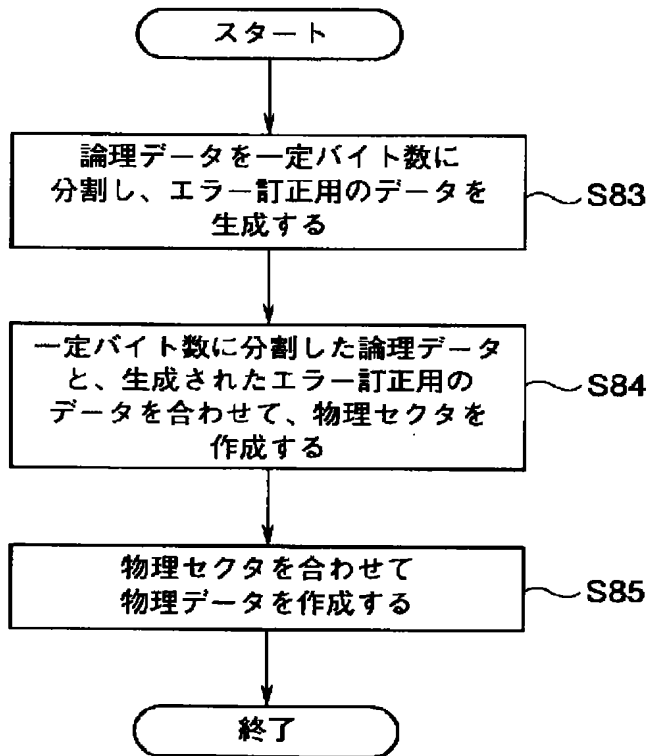 スタート
論理データを一定バイト数に
分割し、エラー訂正用のデータを
生成する
S83
一定バイト数に分割した論理データ
と、生成されたエラー訂正用の
データを合わせて、物理セクタを
作成する
S84
物理セクタを合わせて
物理データを作成する
S85
終了